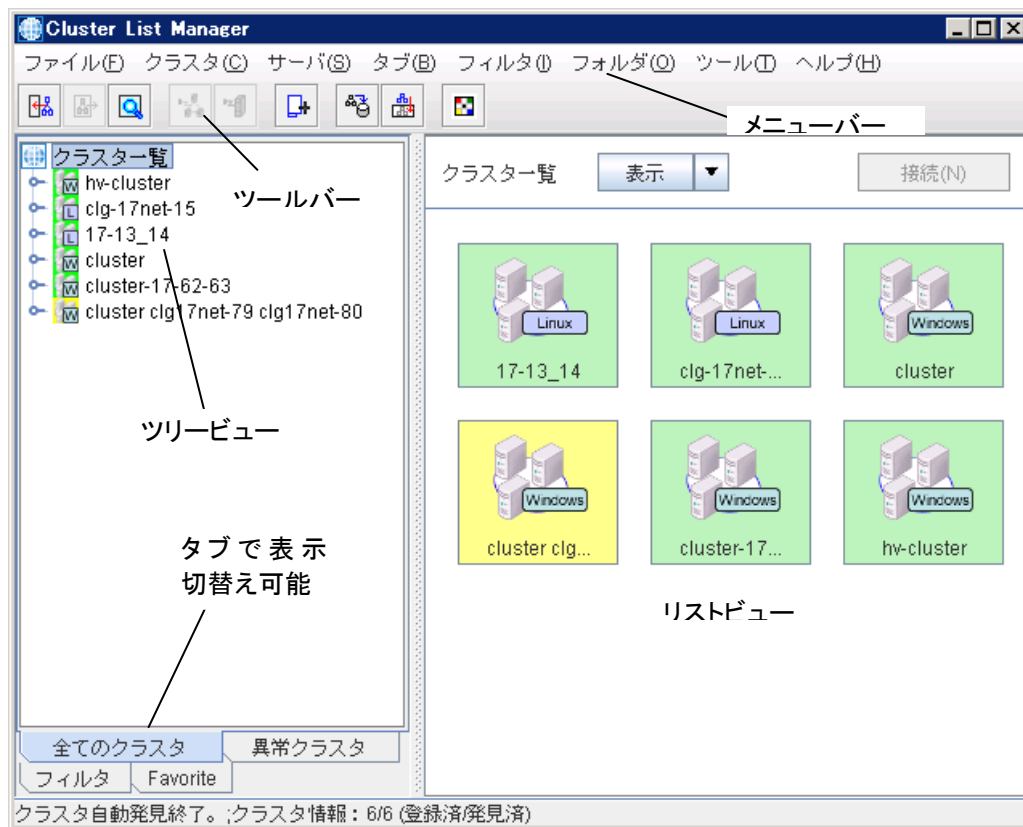 Cluster List Manager
ファイル(F) クラスタ(C) サーバ(S) タブ(B) フィルタ(I) フォルダ(O) ツール(T) ヘルプ(H)
メニューバー
クラスター覧
W hv-cluster
L clg-17net-15
L 17-13_14
W cluster
W cluster-17-62-63
W cluster clg17net-79 clg17net-80
ツールバー
ツリービュー
タブで表示
切替え可能
全てのクラスタ 異常クラスタ
フィルタ Favorite
クラスター覧 表示 接続(N)
Linux
17-13_14
Linux
clg-17net-...
Windows
cluster
Windows
cluster clg...
Windows
cluster-17...
Windows
hv-cluster
リストビュー
クラスタ自動発見終了。;クラスタ情報:6/6 (登録済/発見済)